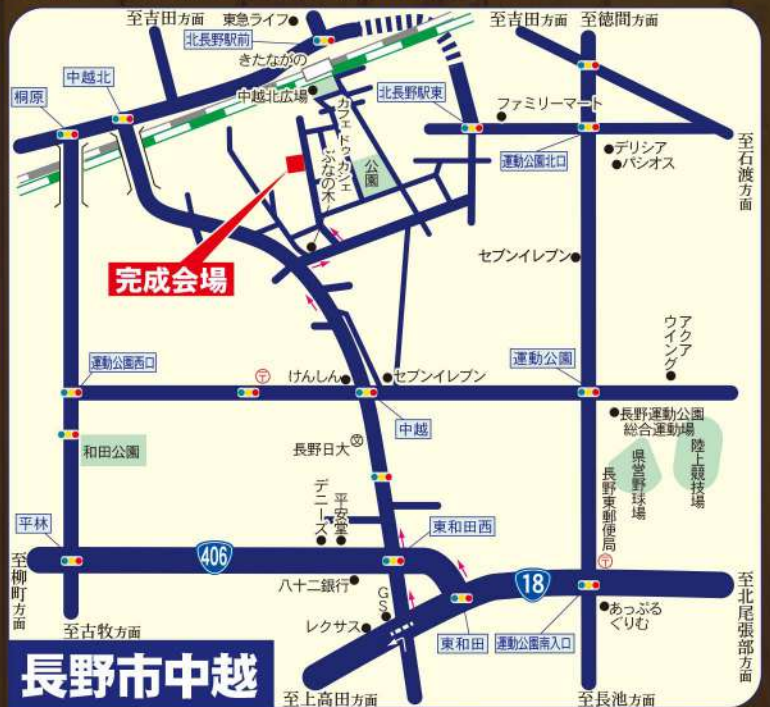 至吉田方面
東急ライフ
至吉田方面
至徳間方面
北長野駅前
きたながの
中越北
中越北広場
桐原
北長野駅東
ファミリーマート
カフェ ドゥ ガジェ
ぶなの木
公園
運動公園北口
デリシア
パシオス
至石渡方面
完成会場
セブンイレブン
アクアウイング
運動公園西口
〒
けんしん
セブンイレブン
運動公園
中越
長野運動公園
総合運動場
和田公園
長野日大
文
県営野球場
陸上競技場
デニーズ
平安堂
長野東郵便局
平林
東和田西
406
〒
18
至柳町方面
八十二銀行
GS
至北尾張部方面
至古牧方面
レクサス
東和田
運動公園南入口
あっぷる
ぐりむ
長野市中越
至上高田方面
至長池方面